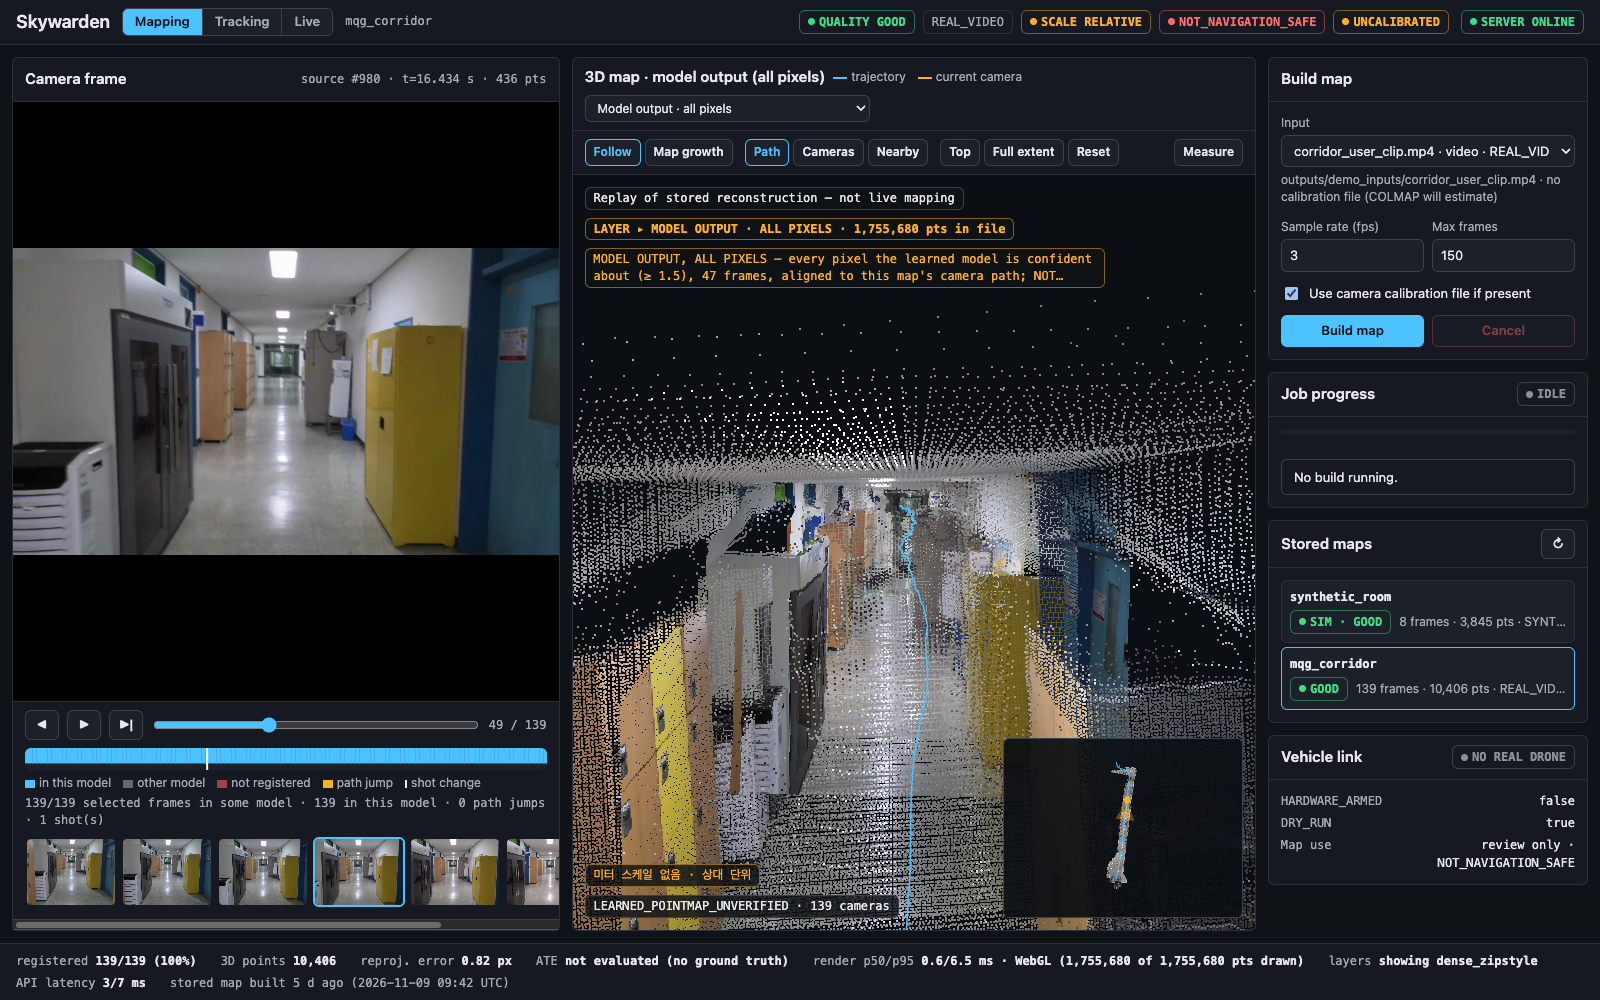 Skywarden
Mapping
Tracking
Live
mqg_corridor
QUALITY GOOD
REAL_VIDEO
SCALE RELATIVE
NOT_NAVIGATION_SAFE
UNCALIBRATED
SERVER ONLINE
Camera frame
source #980 · t=16.434 s · 436 pts
49 / 139
in this model
other model
not registered
path jump
shot change
139/139 selected frames in some model · 139 in this model · 0 path jumps
· 1 shot(s)
3D map · model output (all pixels)
trajectory
current camera
Model output · all pixels
Follow
Map growth
Path
Cameras
Nearby
Top
Full extent
Reset
Measure
Replay of stored reconstruction — not live mapping
LAYER ▸ MODEL OUTPUT · ALL PIXELS · 1,755,680 pts in file
MODEL OUTPUT, ALL PIXELS — every pixel the learned model is confident
about (≥ 1.5), 47 frames, aligned to this map's camera path; NOT…
미터 스케일 없음 · 상대 단위
LEARNED_POINTMAP_UNVERIFIED · 139 cameras
Build map
Input
corridor_user_clip.mp4 · video · REAL_VID
outputs/demo_inputs/corridor_user_clip.mp4 · no
calibration file (COLMAP will estimate)
Sample rate (fps)
Max frames
3
150
Use camera calibration file if present
Build map
Cancel
Job progress
IDLE
No build running.
Stored maps
synthetic_room
SIM · GOOD
8 frames · 3,845 pts · SYNT…
mqg_corridor
GOOD
139 frames · 10,406 pts · REAL_VID…
Vehicle link
NO REAL DRONE
HARDWARE_ARMED
false
DRY_RUN
true
Map use
review only ·
NOT_NAVIGATION_SAFE
registered 139/139 (100%)
3D points 10,406
reproj. error 0.82 px
ATE not evaluated (no ground truth)
render p50/p95 0.6/6.5 ms · WebGL (1,755,680 of 1,755,680 pts drawn)
layers showing dense_zipstyle
API latency 3/7 ms
stored map built 5 d ago (2026-11-09 09:42 UTC)